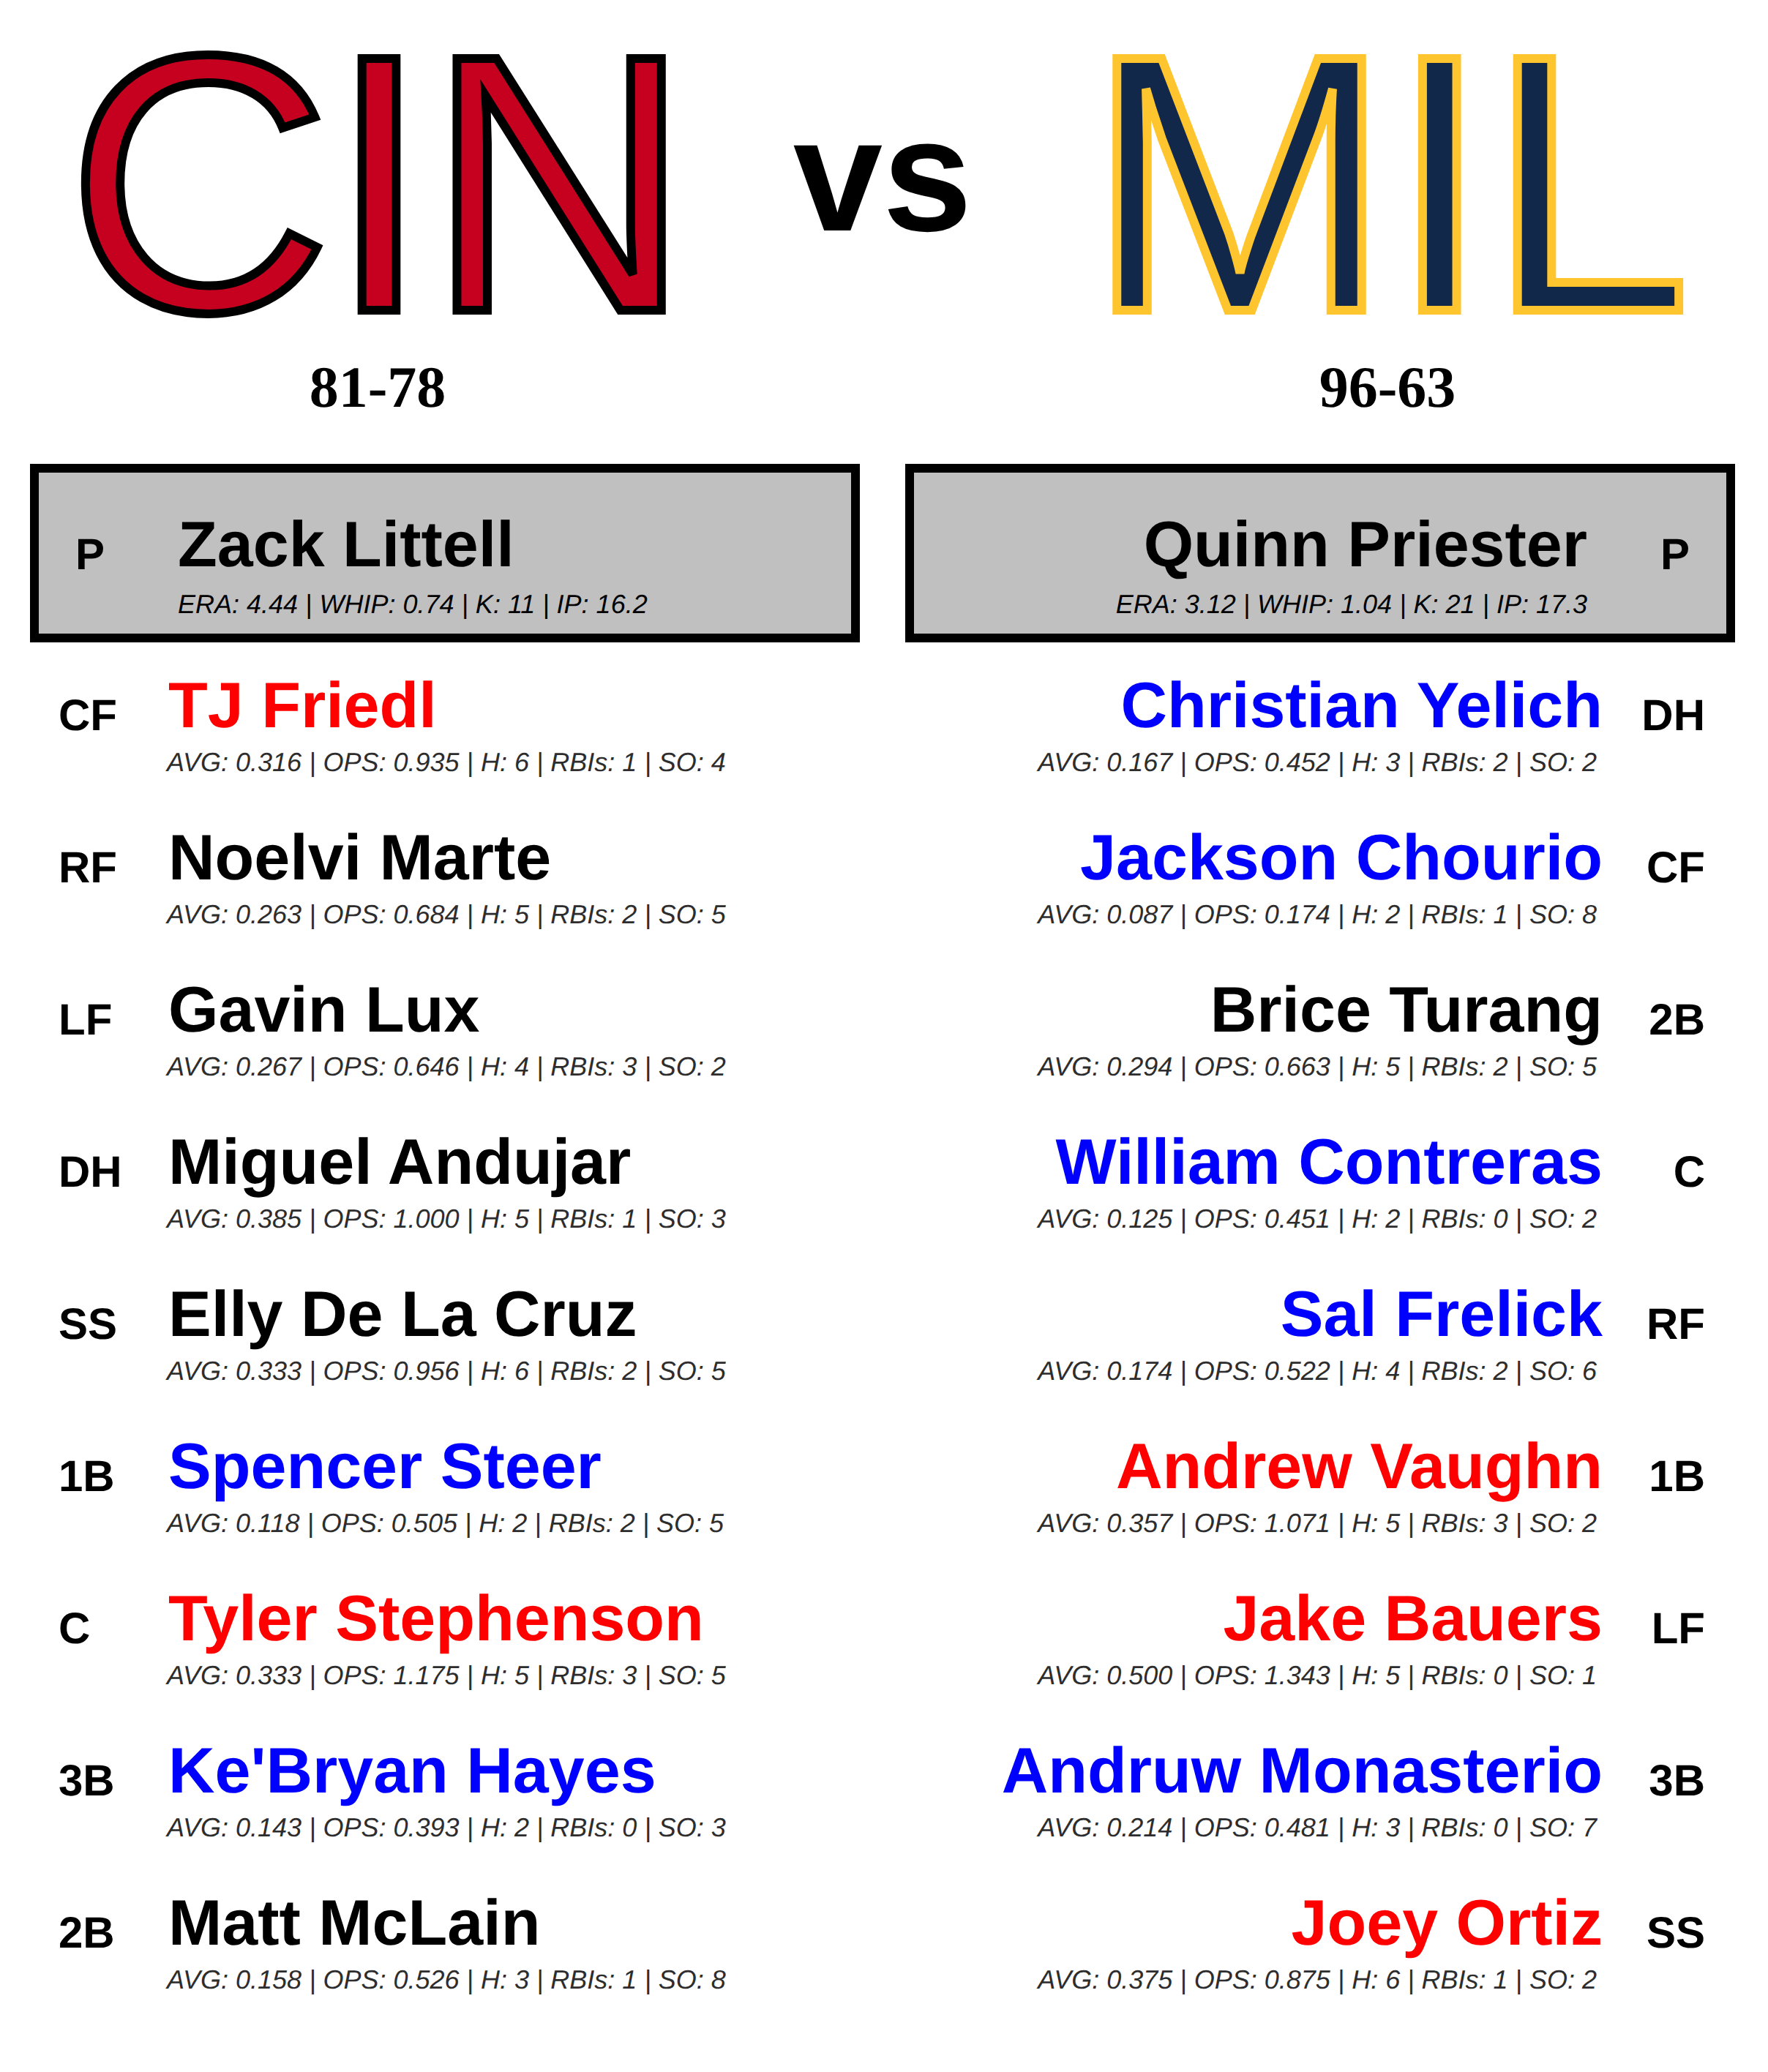 CIN vs MIL
81-78 96-63
P Zack Littell
ERA: 4.44 | WHIP: 0.74 | K: 11 | IP: 16.2
Quinn Priester P
ERA: 3.12 | WHIP: 1.04 | K: 21 | IP: 17.3
CF TJ Friedl
AVG: 0.316 | OPS: 0.935 | H: 6 | RBIs: 1 | SO: 4
RF Noelvi Marte
AVG: 0.263 | OPS: 0.684 | H: 5 | RBIs: 2 | SO: 5
LF Gavin Lux
AVG: 0.267 | OPS: 0.646 | H: 4 | RBIs: 3 | SO: 2
DH Miguel Andujar
AVG: 0.385 | OPS: 1.000 | H: 5 | RBIs: 1 | SO: 3
SS Elly De La Cruz
AVG: 0.333 | OPS: 0.956 | H: 6 | RBIs: 2 | SO: 5
1B Spencer Steer
AVG: 0.118 | OPS: 0.505 | H: 2 | RBIs: 2 | SO: 5
C Tyler Stephenson
AVG: 0.333 | OPS: 1.175 | H: 5 | RBIs: 3 | SO: 5
3B Ke'Bryan Hayes
AVG: 0.143 | OPS: 0.393 | H: 2 | RBIs: 0 | SO: 3
2B Matt McLain
AVG: 0.158 | OPS: 0.526 | H: 3 | RBIs: 1 | SO: 8
Christian Yelich DH
AVG: 0.167 | OPS: 0.452 | H: 3 | RBIs: 2 | SO: 2
Jackson Chourio CF
AVG: 0.087 | OPS: 0.174 | H: 2 | RBIs: 1 | SO: 8
Brice Turang 2B
AVG: 0.294 | OPS: 0.663 | H: 5 | RBIs: 2 | SO: 5
William Contreras C
AVG: 0.125 | OPS: 0.451 | H: 2 | RBIs: 0 | SO: 2
Sal Frelick RF
AVG: 0.174 | OPS: 0.522 | H: 4 | RBIs: 2 | SO: 6
Andrew Vaughn 1B
AVG: 0.357 | OPS: 1.071 | H: 5 | RBIs: 3 | SO: 2
Jake Bauers LF
AVG: 0.500 | OPS: 1.343 | H: 5 | RBIs: 0 | SO: 1
Andruw Monasterio 3B
AVG: 0.214 | OPS: 0.481 | H: 3 | RBIs: 0 | SO: 7
Joey Ortiz SS
AVG: 0.375 | OPS: 0.875 | H: 6 | RBIs: 1 | SO: 2